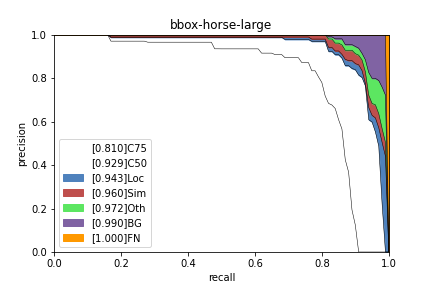 bbox-horse-large
precision
1.0
0.8
0.6
0.4
0.2
0.0
[0.810]C75
[0.929]C50
[0.943]Loc
[0.960]Sim
[0.972]Oth
[0.990]BG
[1.000]FN
0.0 0.2 0.4 0.6 0.8 1.0
recall